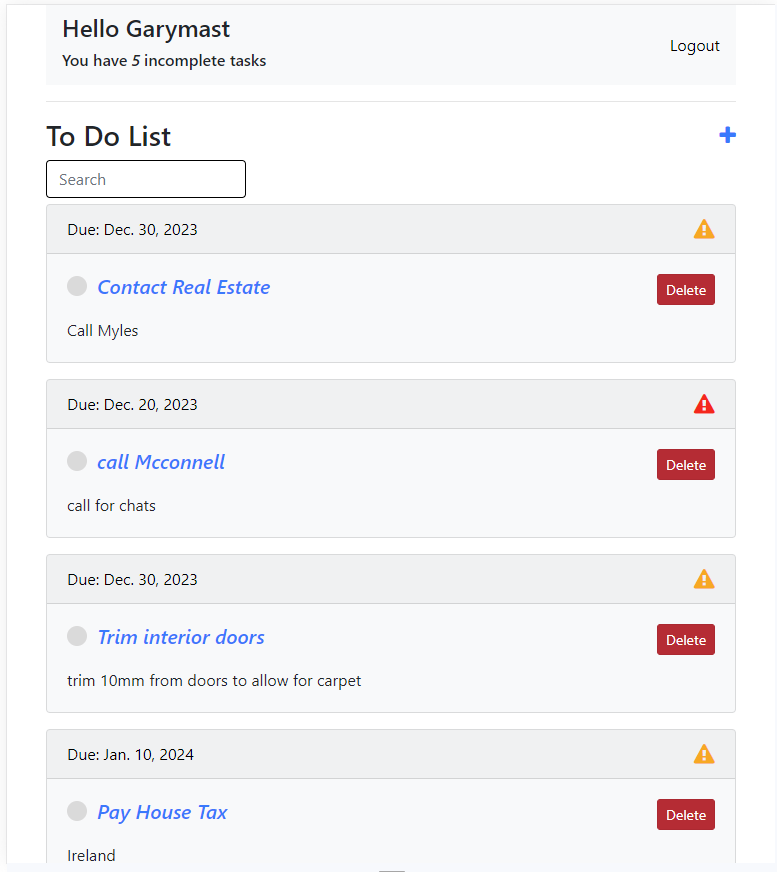 Hello Garymast
You have 5 incomplete tasks
Logout
To Do List
Search
Due: Dec. 30, 2023
Contact Real Estate
Delete
Call Myles
Due: Dec. 20, 2023
call Mcconnell
Delete
call for chats
Due: Dec. 30, 2023
Trim interior doors
Delete
trim 10mm from doors to allow for carpet
Due: Jan. 10, 2024
Pay House Tax
Delete
Ireland